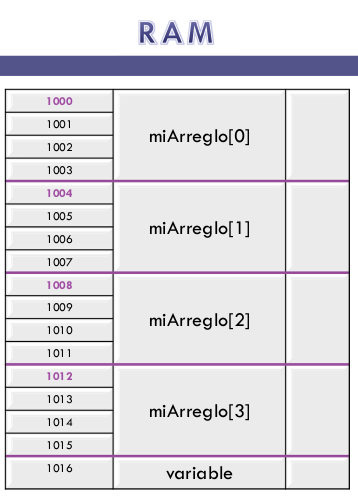 RAM
1000
1001
miArreglo[0]
1002
1003
1004
1005
miArreglo[1]
1006
1007
1008
1009
miArreglo[2]
1010
1011
1012
1013
miArreglo[3]
1014
1015
1016
variable